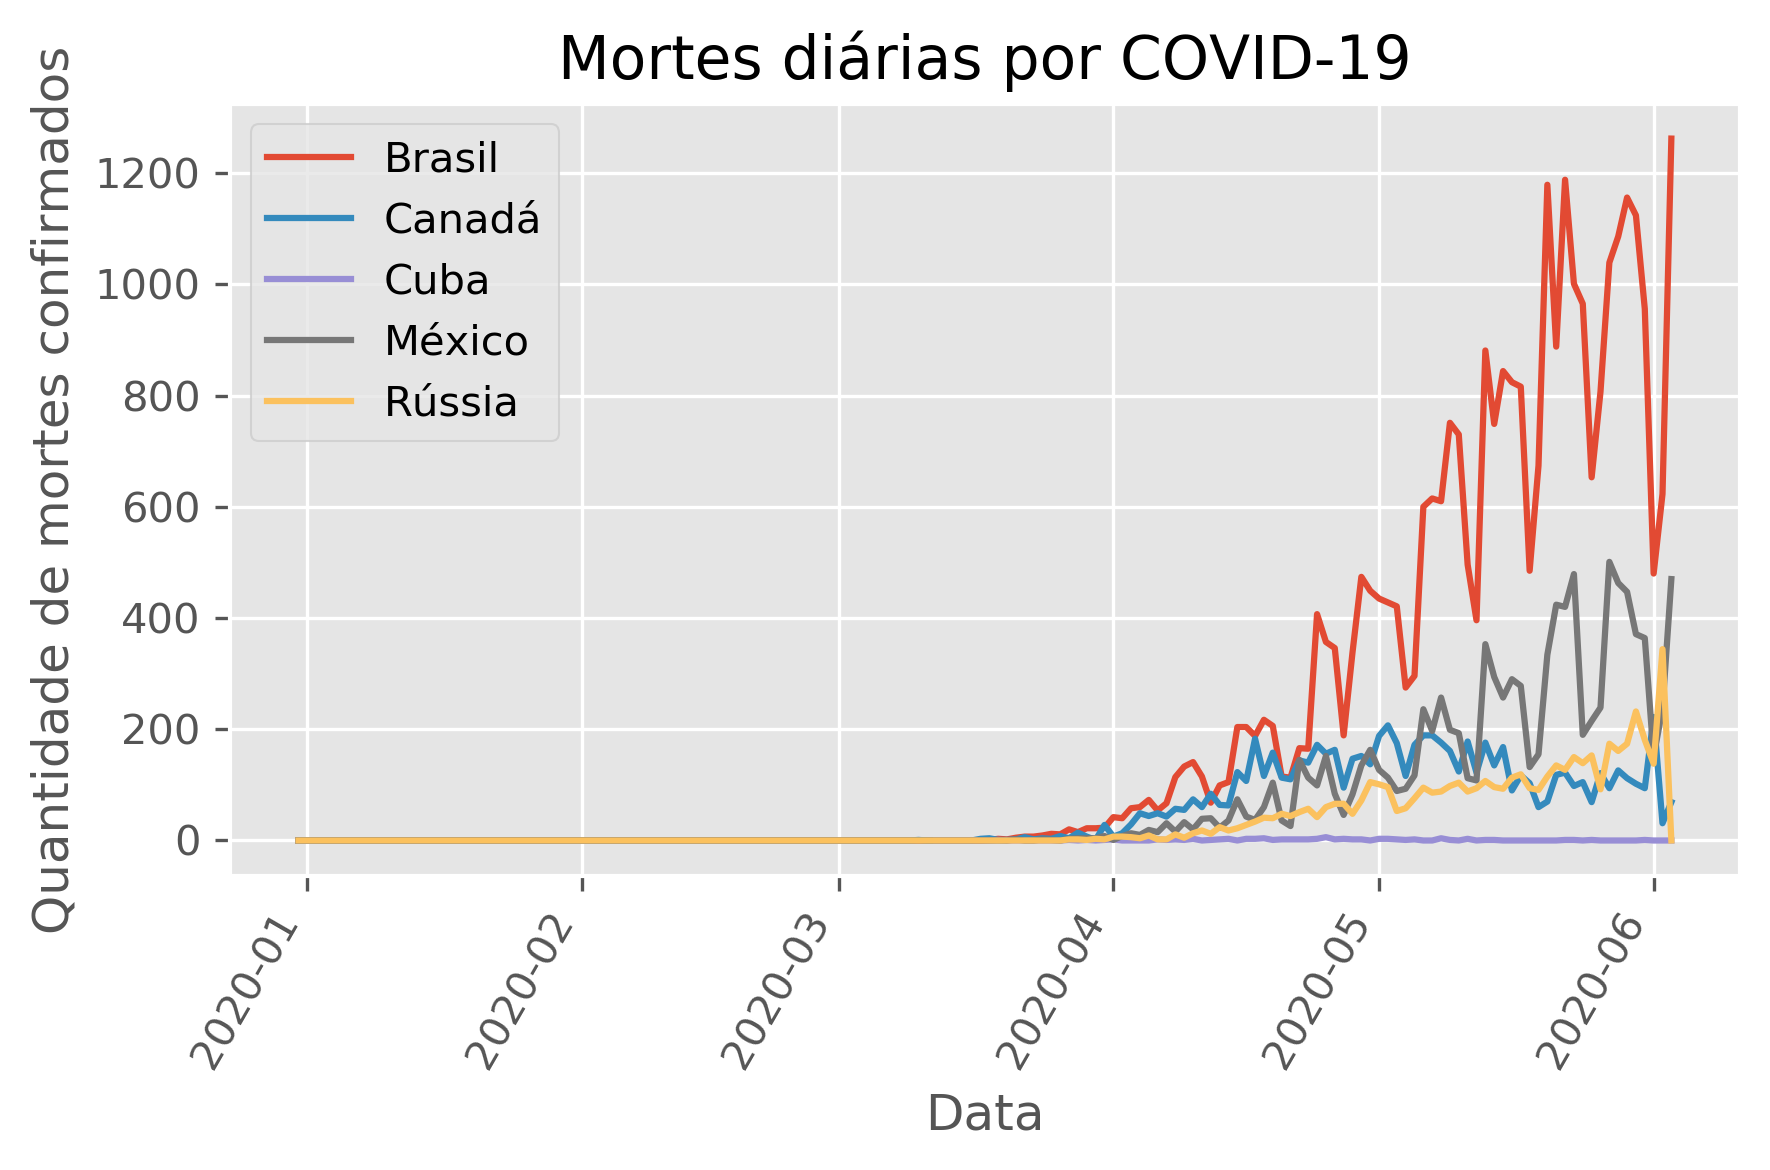 Mortes diárias por COVID-19
Quantidade de mortes confirmados
1200
1000
800
600
400
200
0
Brasil
Canadá
Cuba
México
Rússia
2020-01
2020-02
2020-03
2020-04
2020-05
2020-06
Data